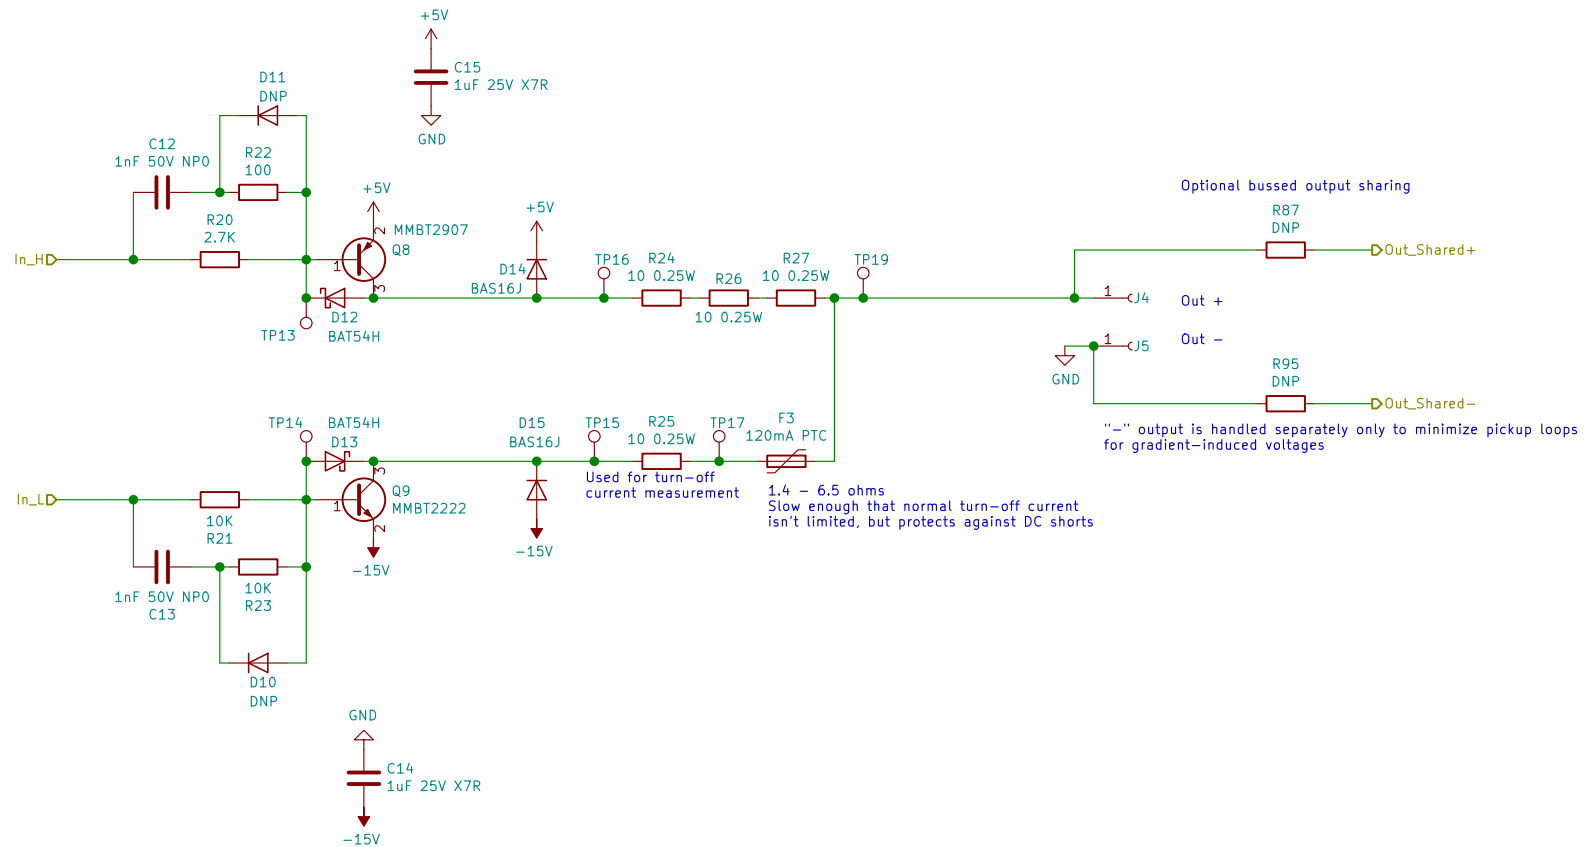 +5V
C15
1uF 25V X7R
GND
D11
DNP
C12
1nF 50V NP0
R22
100
+5V
R20
2.7K
2
MMBT2907
Q8
In_H
1
3
D12
BAT54H
TP13
+5V
D14
BAS16J
TP16
R24
10 0.25W
R26
10 0.25W
R27
10 0.25W
TP19
Optional bussed output sharing
R87
DNP
Out_Shared+
1
J4
Out +
1
J5
Out -
GND
R95
DNP
Out_Shared-
"-" output is handled separately only to minimize pickup loops
for gradient-induced voltages
TP14
BAT54H
D13
3
Q9
MMBT2222
1
2
-15V
In_L
10K
R21
10K
R23
1nF 50V NP0
C13
D10
DNP
D15
BAS16J
-15V
TP15
R25
10 0.25W
TP17
Used for turn-off
current measurement
F3
120mA PTC
1.4 - 6.5 ohms
Slow enough that normal turn-off current
isn't limited, but protects against DC shorts
GND
C14
1uF 25V X7R
-15V